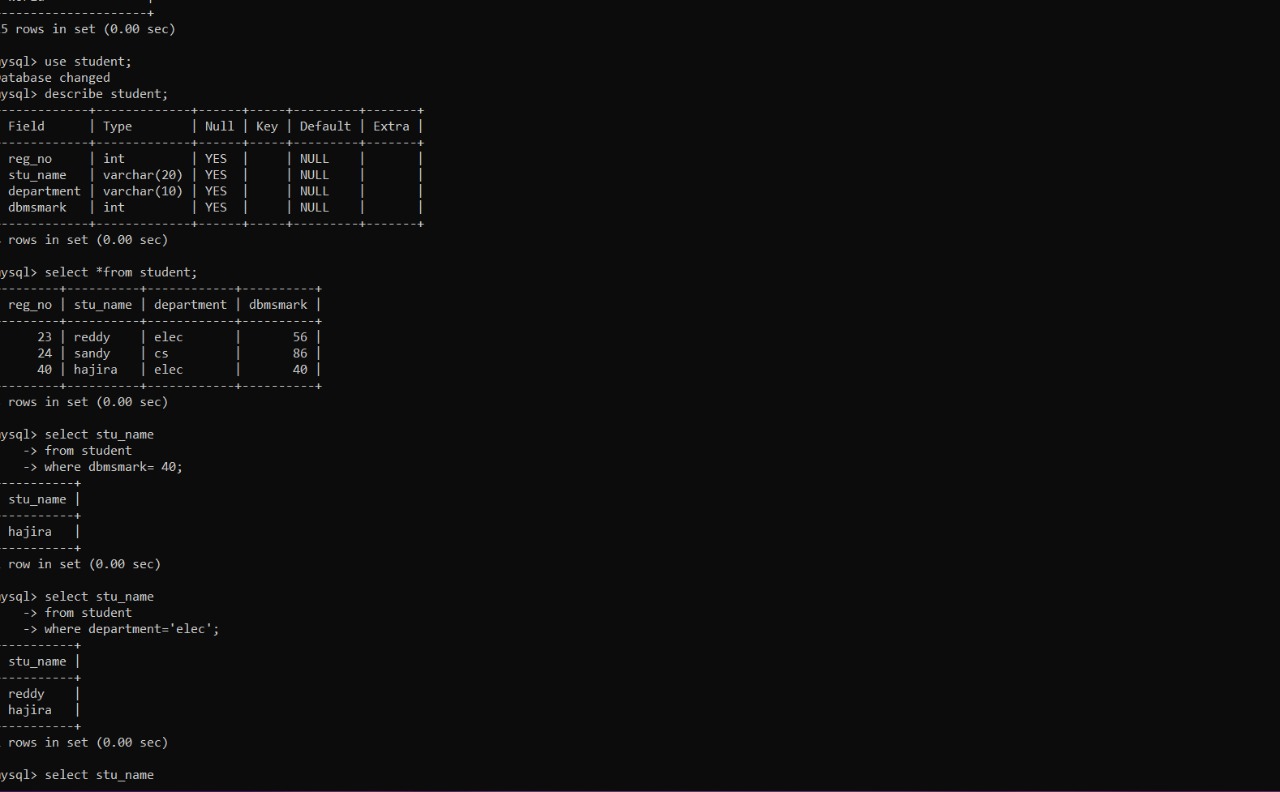 ---------------------+
5 rows in set (0.00 sec)
ysql> use student;
atabase changed
ysql> describe student;
------------+-------------+------+-----+---------+-------+
Field      | Type        | Null | Key | Default | Extra |
------------+-------------+------+-----+---------+-------+
reg_no     | int         | YES  |     | NULL    |       |
stu_name   | varchar(20) | YES  |     | NULL    |       |
department | varchar(10) | YES  |     | NULL    |       |
dbmsmark   | int         | YES  |     | NULL    |       |
------------+-------------+------+-----+---------+-------+
rows in set (0.00 sec)
ysql> select *from student;
--------+----------+------------+----------+
reg_no | stu_name | department | dbmsmark |
--------+----------+------------+----------+
23 | reddy    | elec       |       56 |
24 | sandy    | cs         |       86 |
40 | hajira   | elec       |       40 |
--------+----------+------------+----------+
rows in set (0.00 sec)
ysql> select stu_name
-> from student
-> where dbmsmark= 40;
----------+
stu_name |
----------+
hajira   |
----------+
row in set (0.00 sec)
ysql> select stu_name
-> from student
-> where department='elec';
----------+
stu_name |
----------+
reddy    |
hajira   |
----------+
rows in set (0.00 sec)
ysql> select stu_name